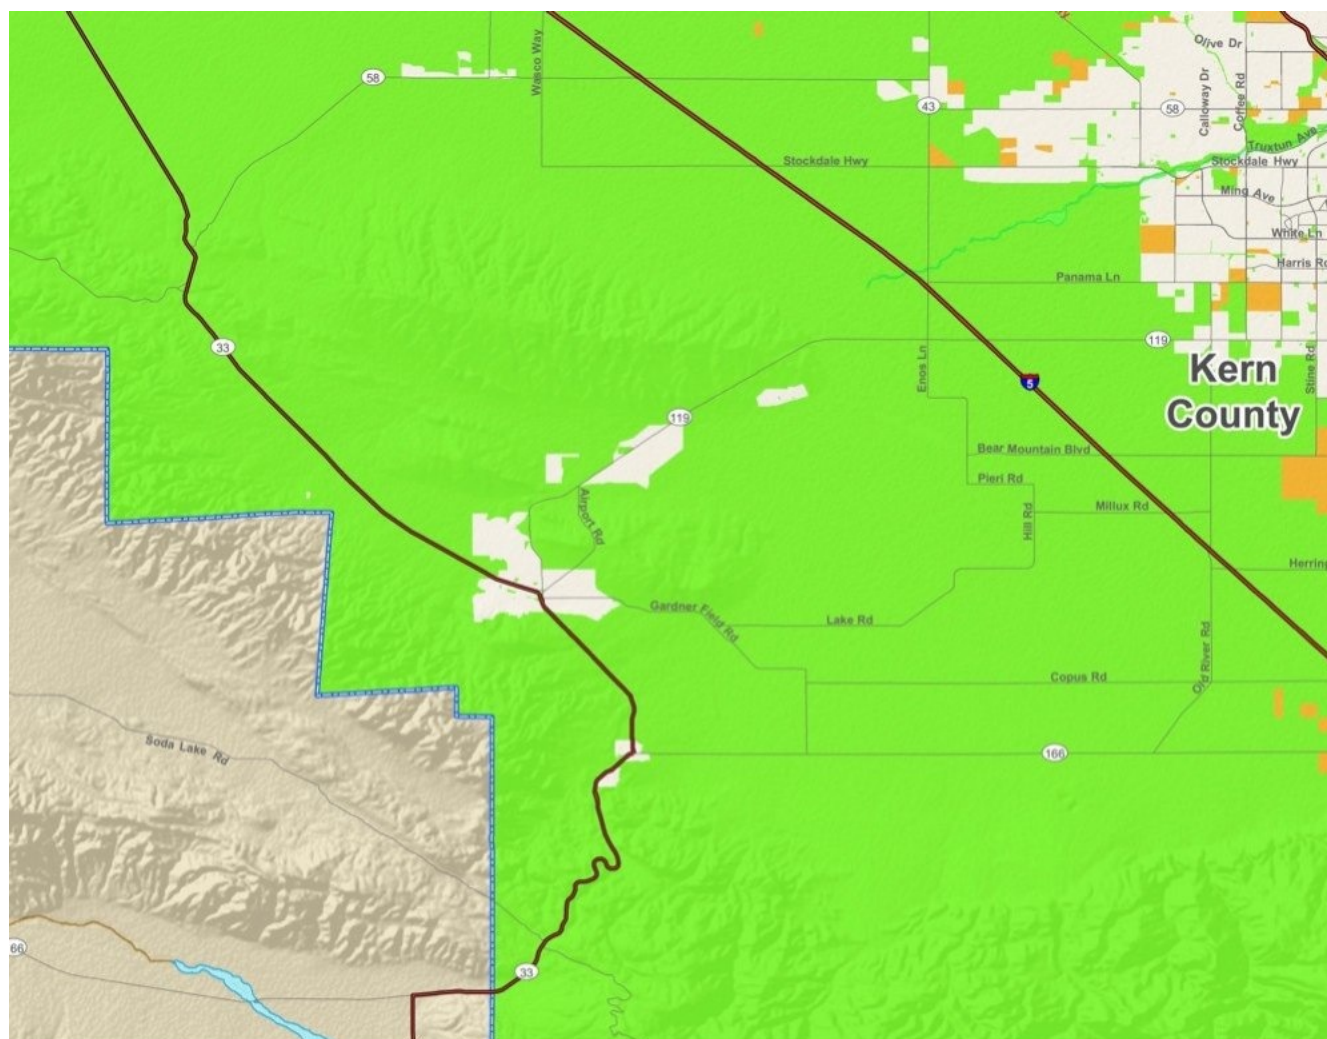 Olive Dr
Wasco Way
58
43
58
Calloway Dr
Coffee Rd
Truxtun Ave
Stockdale Hwy
Stockdale Hwy
Ming Ave
White Ln
Harris Rd
Panama Ln
33
119
Enos Ln
Stine Rd
Kern
County
5
119
Bear Mountain Blvd
Pieri Rd
Airport Rd
Hill Rd
Millux Rd
Herring
Gardner Field Rd
Lake Rd
Old River Rd
Copus Rd
Soda Lake Rd
166
66
33